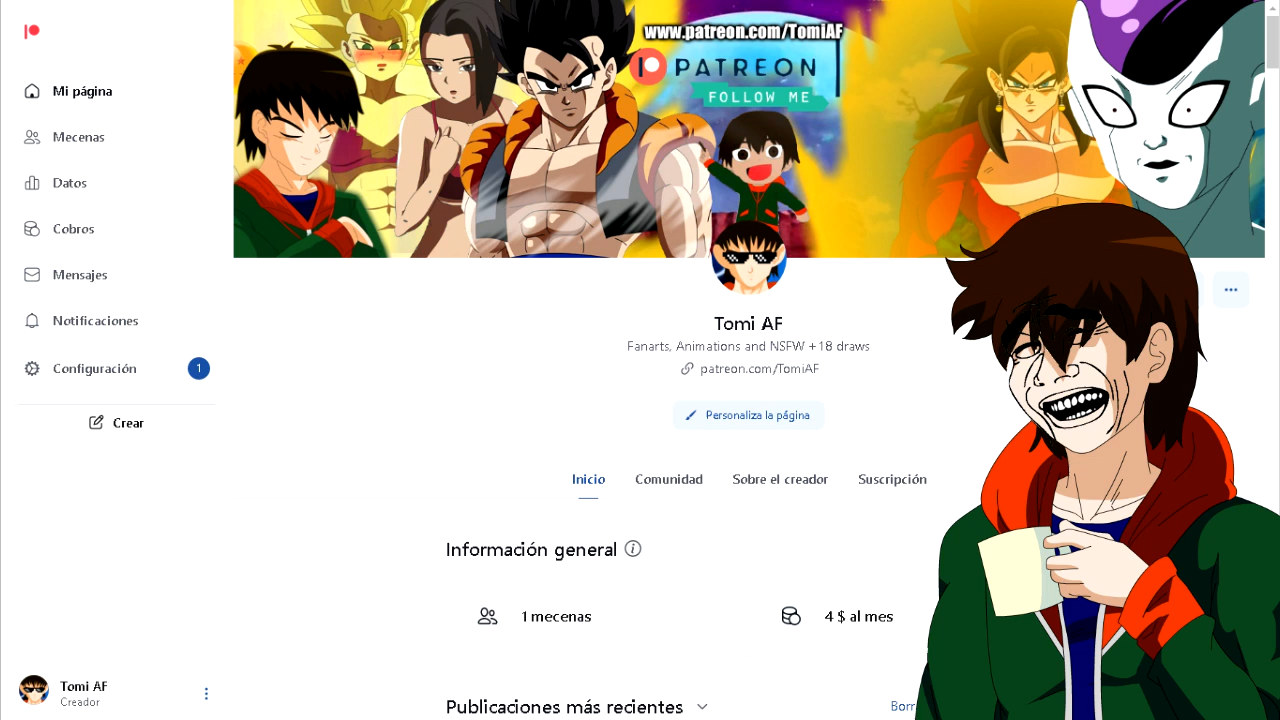 www.patreon.com/TomiAF
PATREON
FOLLOW ME
Mi página
Mecenas
Datos
Cobros
Mensajes
Notificaciones
Configuración 1
Crear
Tomi AF
Fanarts, Animations and NSFW +18 draws
patreon.com/TomiAF
Personaliza la página
Inicio Comunidad Sobre el creador Suscripción
Información general
1 mecenas 4 $ al mes
Publicaciones más recientes
Tomi AF
Creador